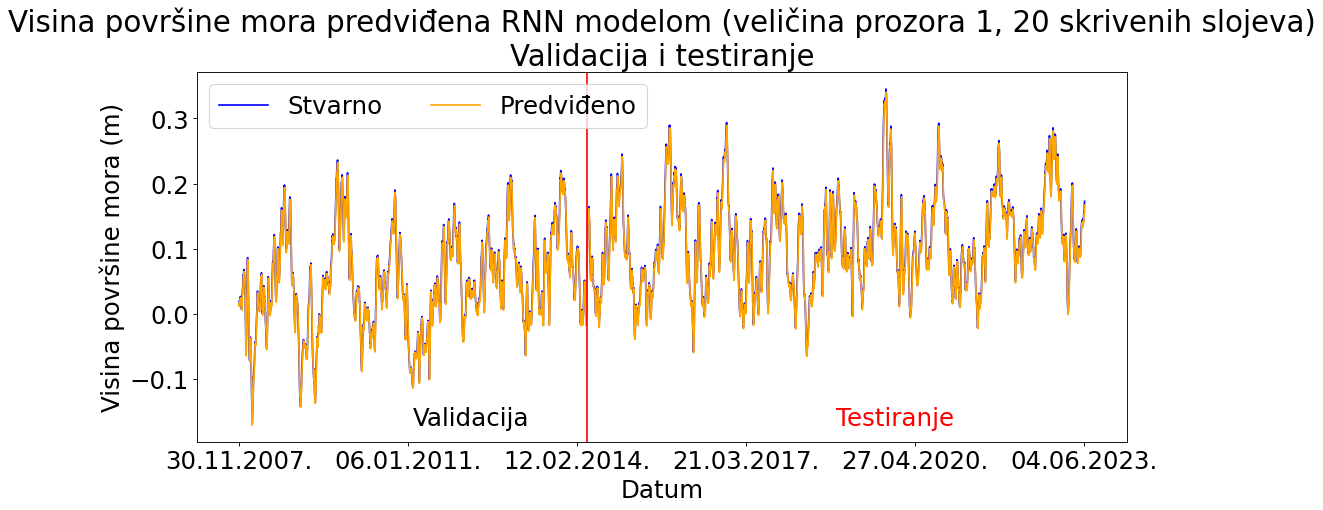 Visina površine mora predviđena RNN modelom (veličina prozora 1, 20 skrivenih slojeva)
Validacija i testiranje
Stvarno Predviđeno
Visina površine mora (m)
0.3
0.2
0.1
0.0
−0.1
Validacija Testiranje
30.11.2007. 06.01.2011. 12.02.2014. 21.03.2017. 27.04.2020. 04.06.2023.
Datum